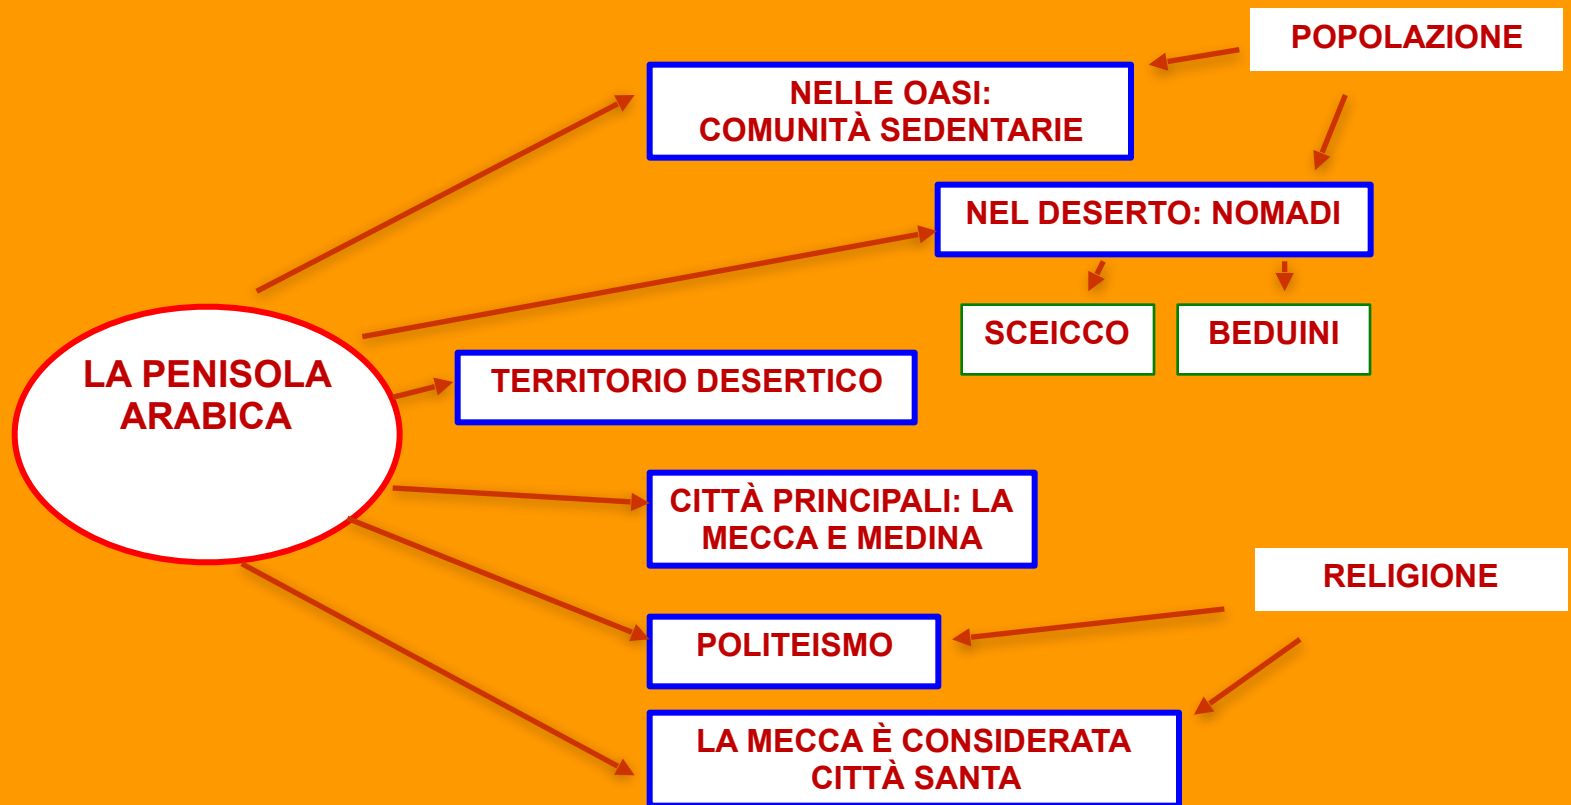 POPOLAZIONE
NELLE OASI:
COMUNITÀ SEDENTARIE
NEL DESERTO: NOMADI
SCEICCO
BEDUINI
LA PENISOLA
ARABICA
TERRITORIO DESERTICO
CITTÀ PRINCIPALI: LA
MECCA E MEDINA
RELIGIONE
POLITEISMO
LA MECCA È CONSIDERATA
CITTÀ SANTA